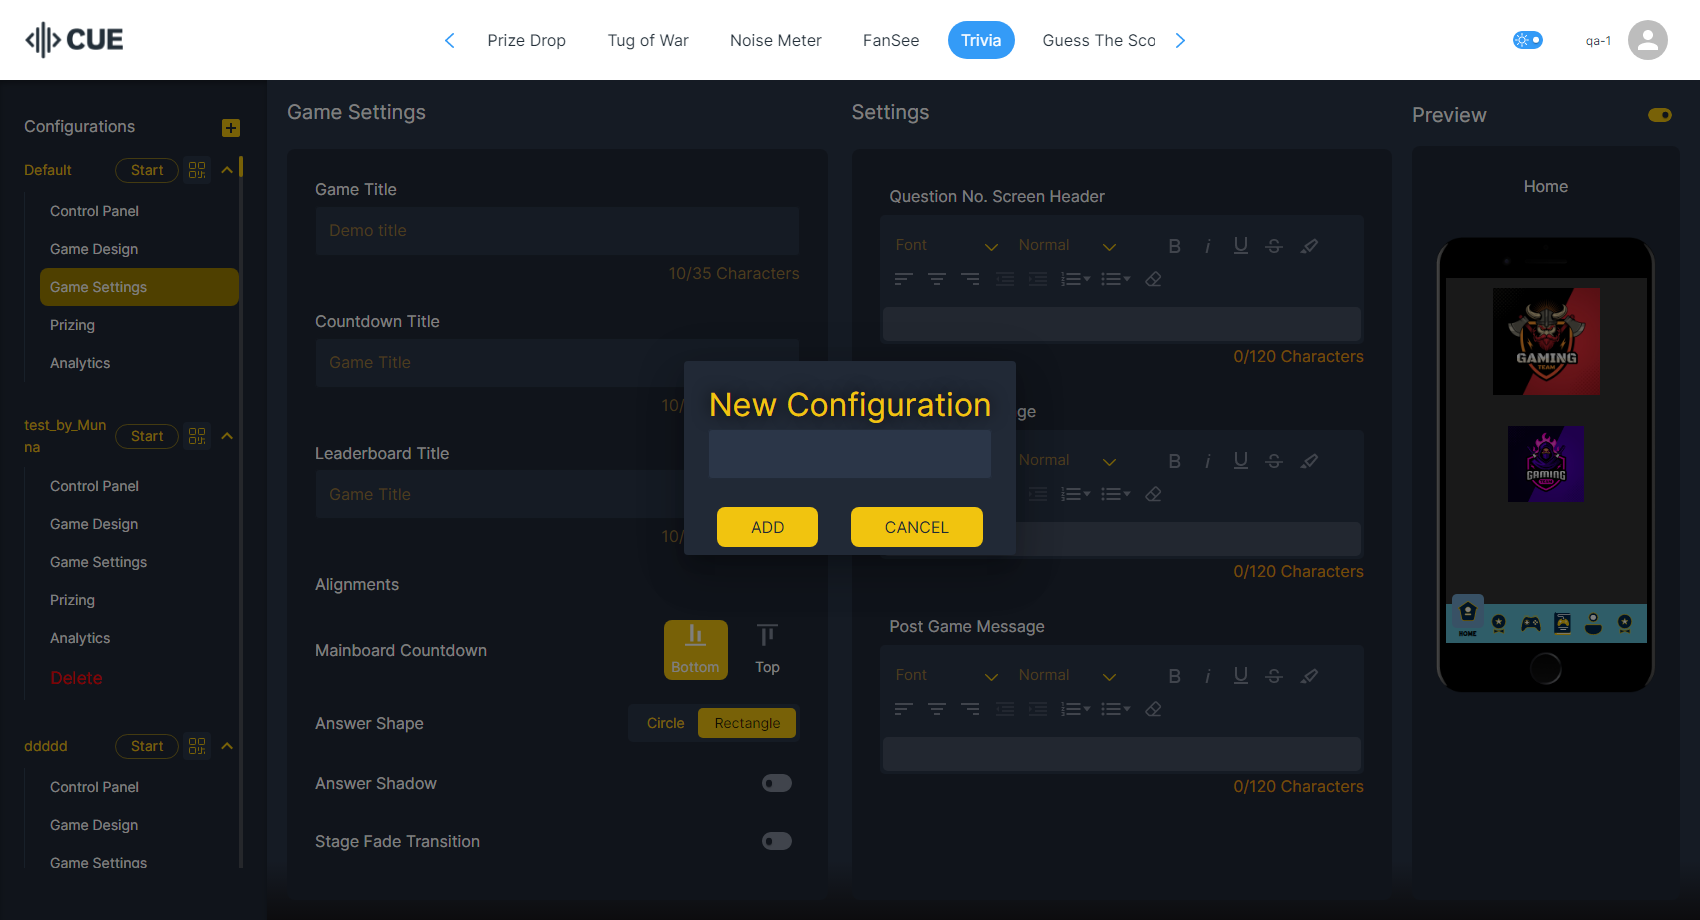 CUE
Prize Drop
Tug of War
Noise Meter
FanSee
Trivia
Guess The Sco
qa-1
Configurations
Default
Start
Control Panel
Game Design
Game Settings
Prizing
Analytics
test_by_Mun
na
Start
Control Panel
Game Design
Game Settings
Prizing
Analytics
Delete
ddddd
Start
Control Panel
Game Design
Game Settings
Game Settings
Game Title
Demo title
10/35 Characters
Countdown Title
Game Title
10/
Leaderboard Title
Game Title
10/
Alignments
Mainboard Countdown
Bottom
Top
Answer Shape
Circle
Rectangle
Answer Shadow
Stage Fade Transition
New Configuration
ADD
CANCEL
Settings
Question No. Screen Header
Font
Normal
0/120 Characters
ge
Normal
0/120 Characters
Post Game Message
Font
Normal
0/120 Characters
Preview
Home
GAMING
TEAM
GAMING
HOME